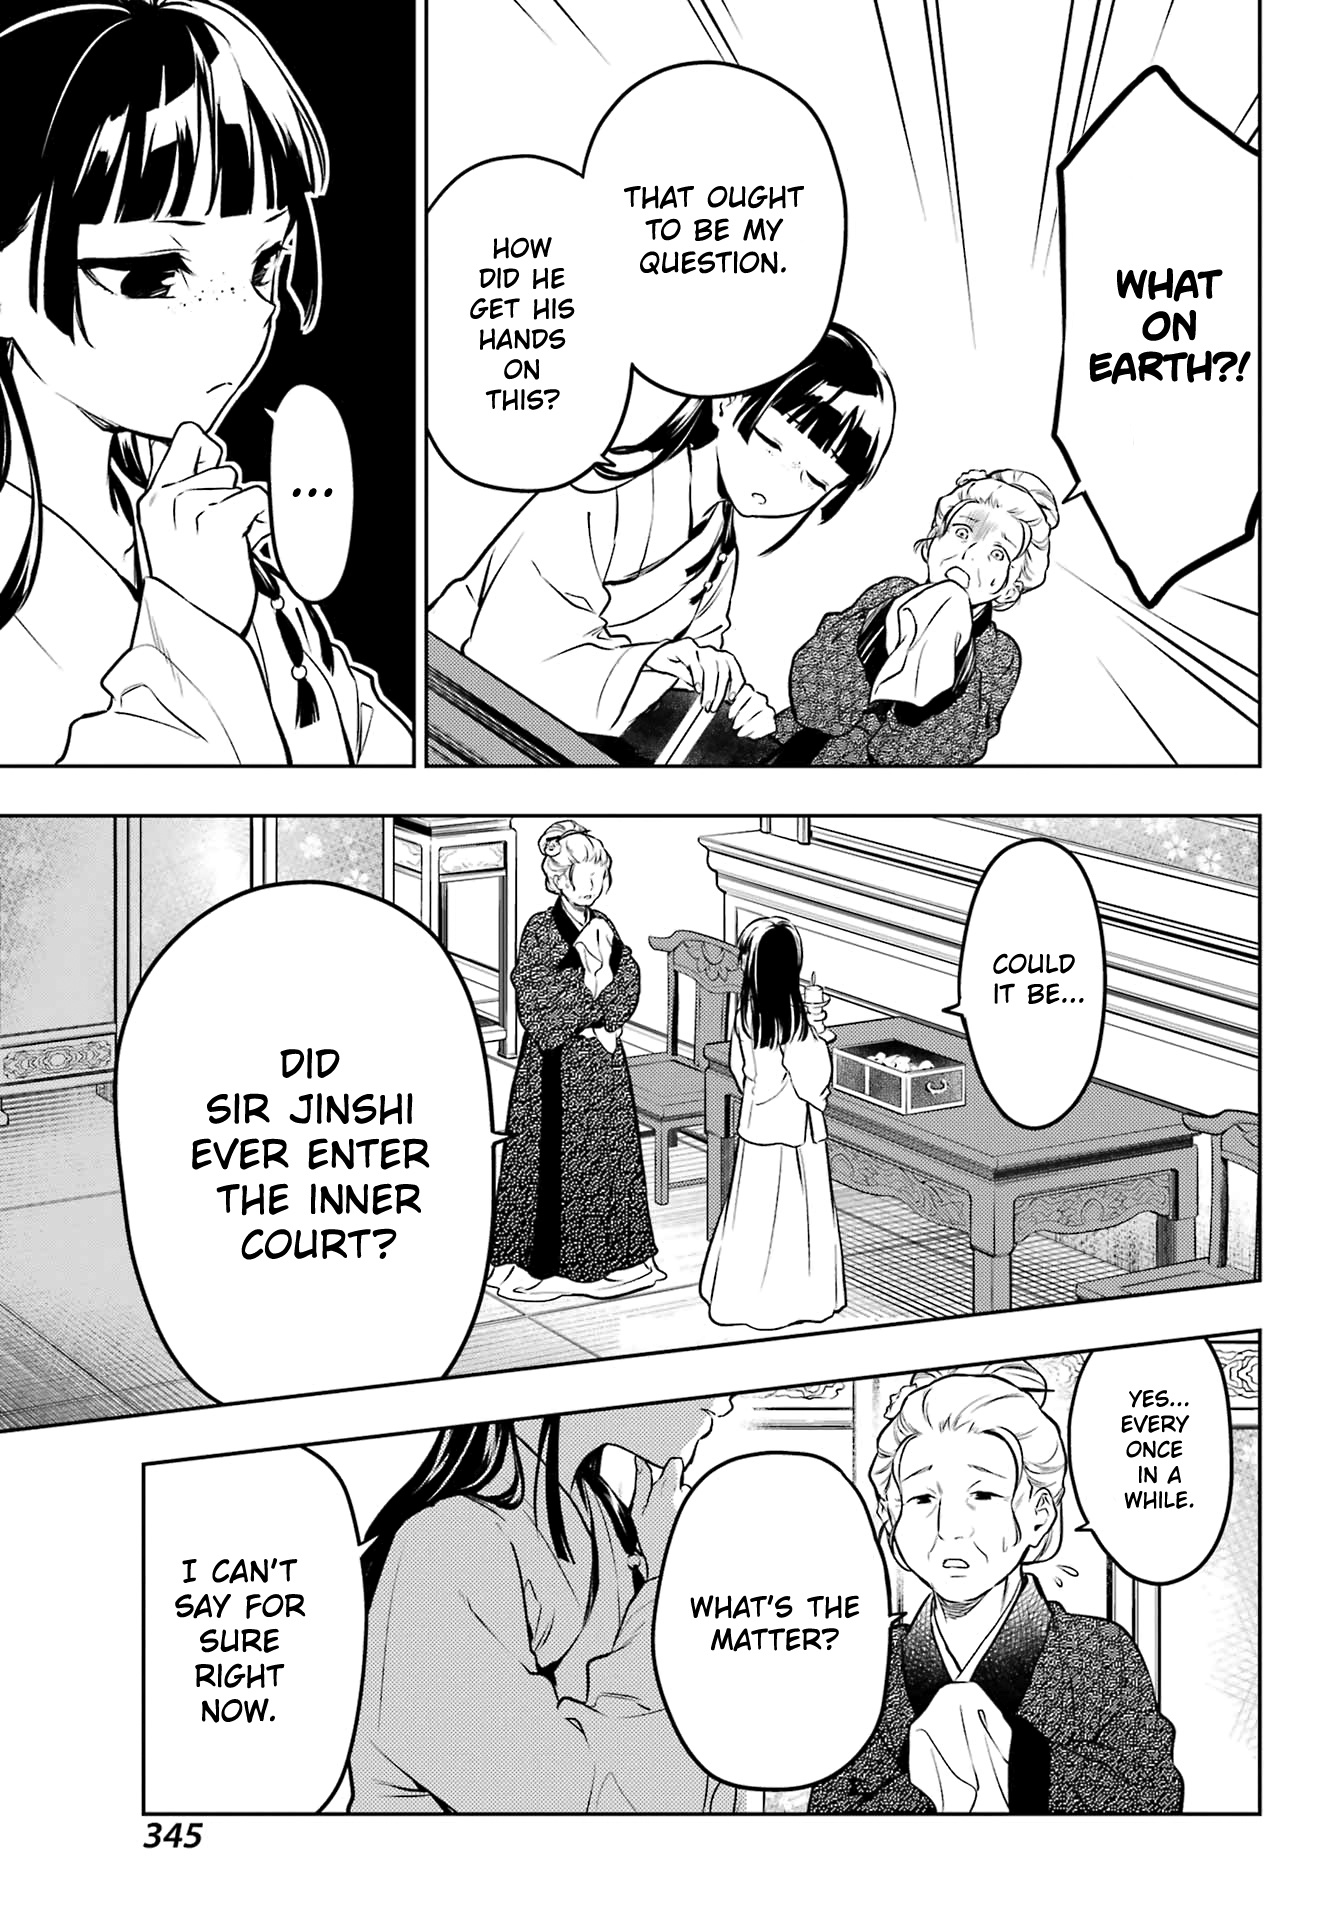 WHAT
ON
EARTH?!
THAT OUGHT
TO BE MY
QUESTION.
HOW
DID HE
GET HIS
HANDS
ON
THIS?
...
COULD
IT BE...
DID
SIR JINSHI
EVER ENTER
THE INNER
COURT?
YES...
EVERY
ONCE
IN A
WHILE.
WHAT'S THE
MATTER?
I CAN'T
SAY FOR
SURE
RIGHT
NOW.
345